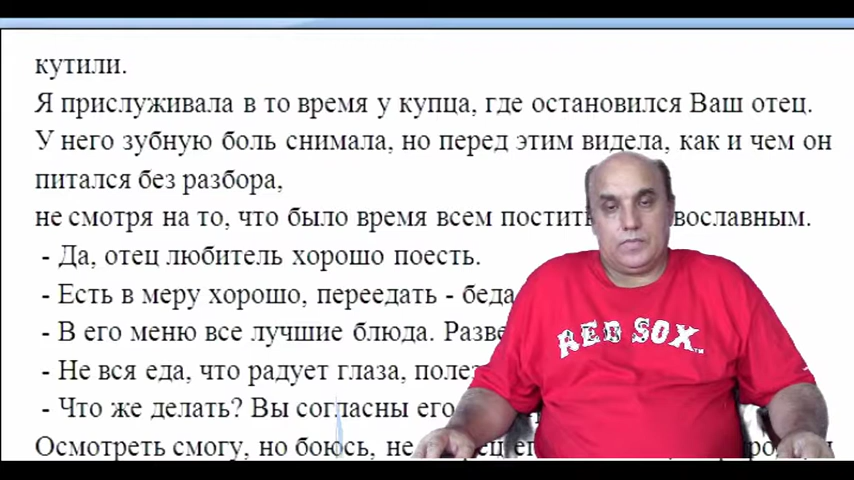 кутили.
Я прислуживала в то время у купца, где остановился Ваш отец.
У него зубную боль снимала, но перед этим видела, как и чем он
питался без разбора,
не смотря на то, что было время всем постить вославным.
- Да, отец любитель хорошо поесть.
- Есть в меру хорошо, переедать - беда
- В его меню все лучшие блюда.
RED SOX
- Не вся еда, что радует глаза,
- Что же делать? Вы согласны его
Осмотреть смогу, но боюсь, не